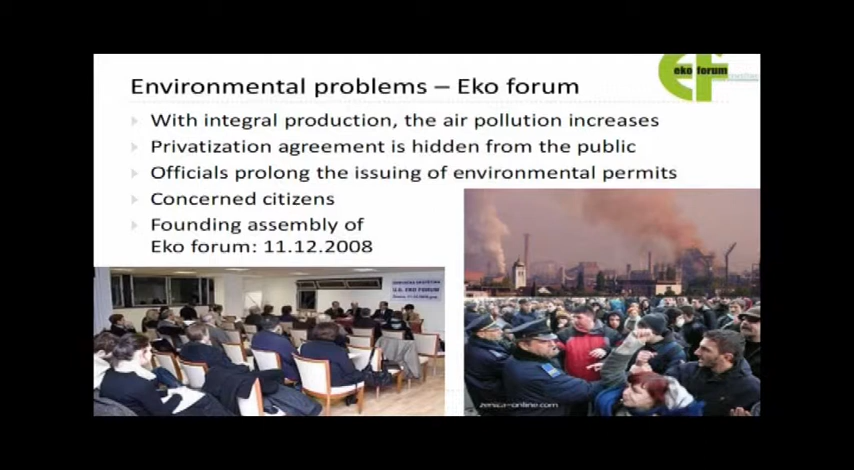 eko forum
Environmental problems – Eko forum
With integral production, the air pollution increases
Privatization agreement is hidden from the public
Officials prolong the issuing of environmental permits
Concerned citizens
Founding assembly of
Eko forum: 11.12.2008
U.G. EKO FORUM
zenica-online.com